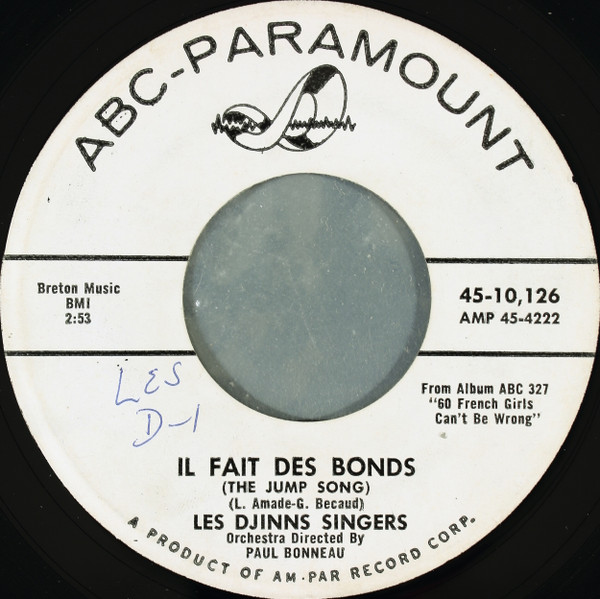 ABC-PARAMOUNT
Breton Music
BMI
2:53
45-10,126
AMP 45-4222
LES
D-1
From Album ABC 327
"60 French Girls
Can't Be Wrong"
IL FAIT DES BONDS
(THE JUMP SONG)
(L. Amade-G. Becaud)
LES DJINNS SINGERS
Orchestra Directed By
PAUL BONNEAU
A PRODUCT OF AM-PAR RECORD CORP.